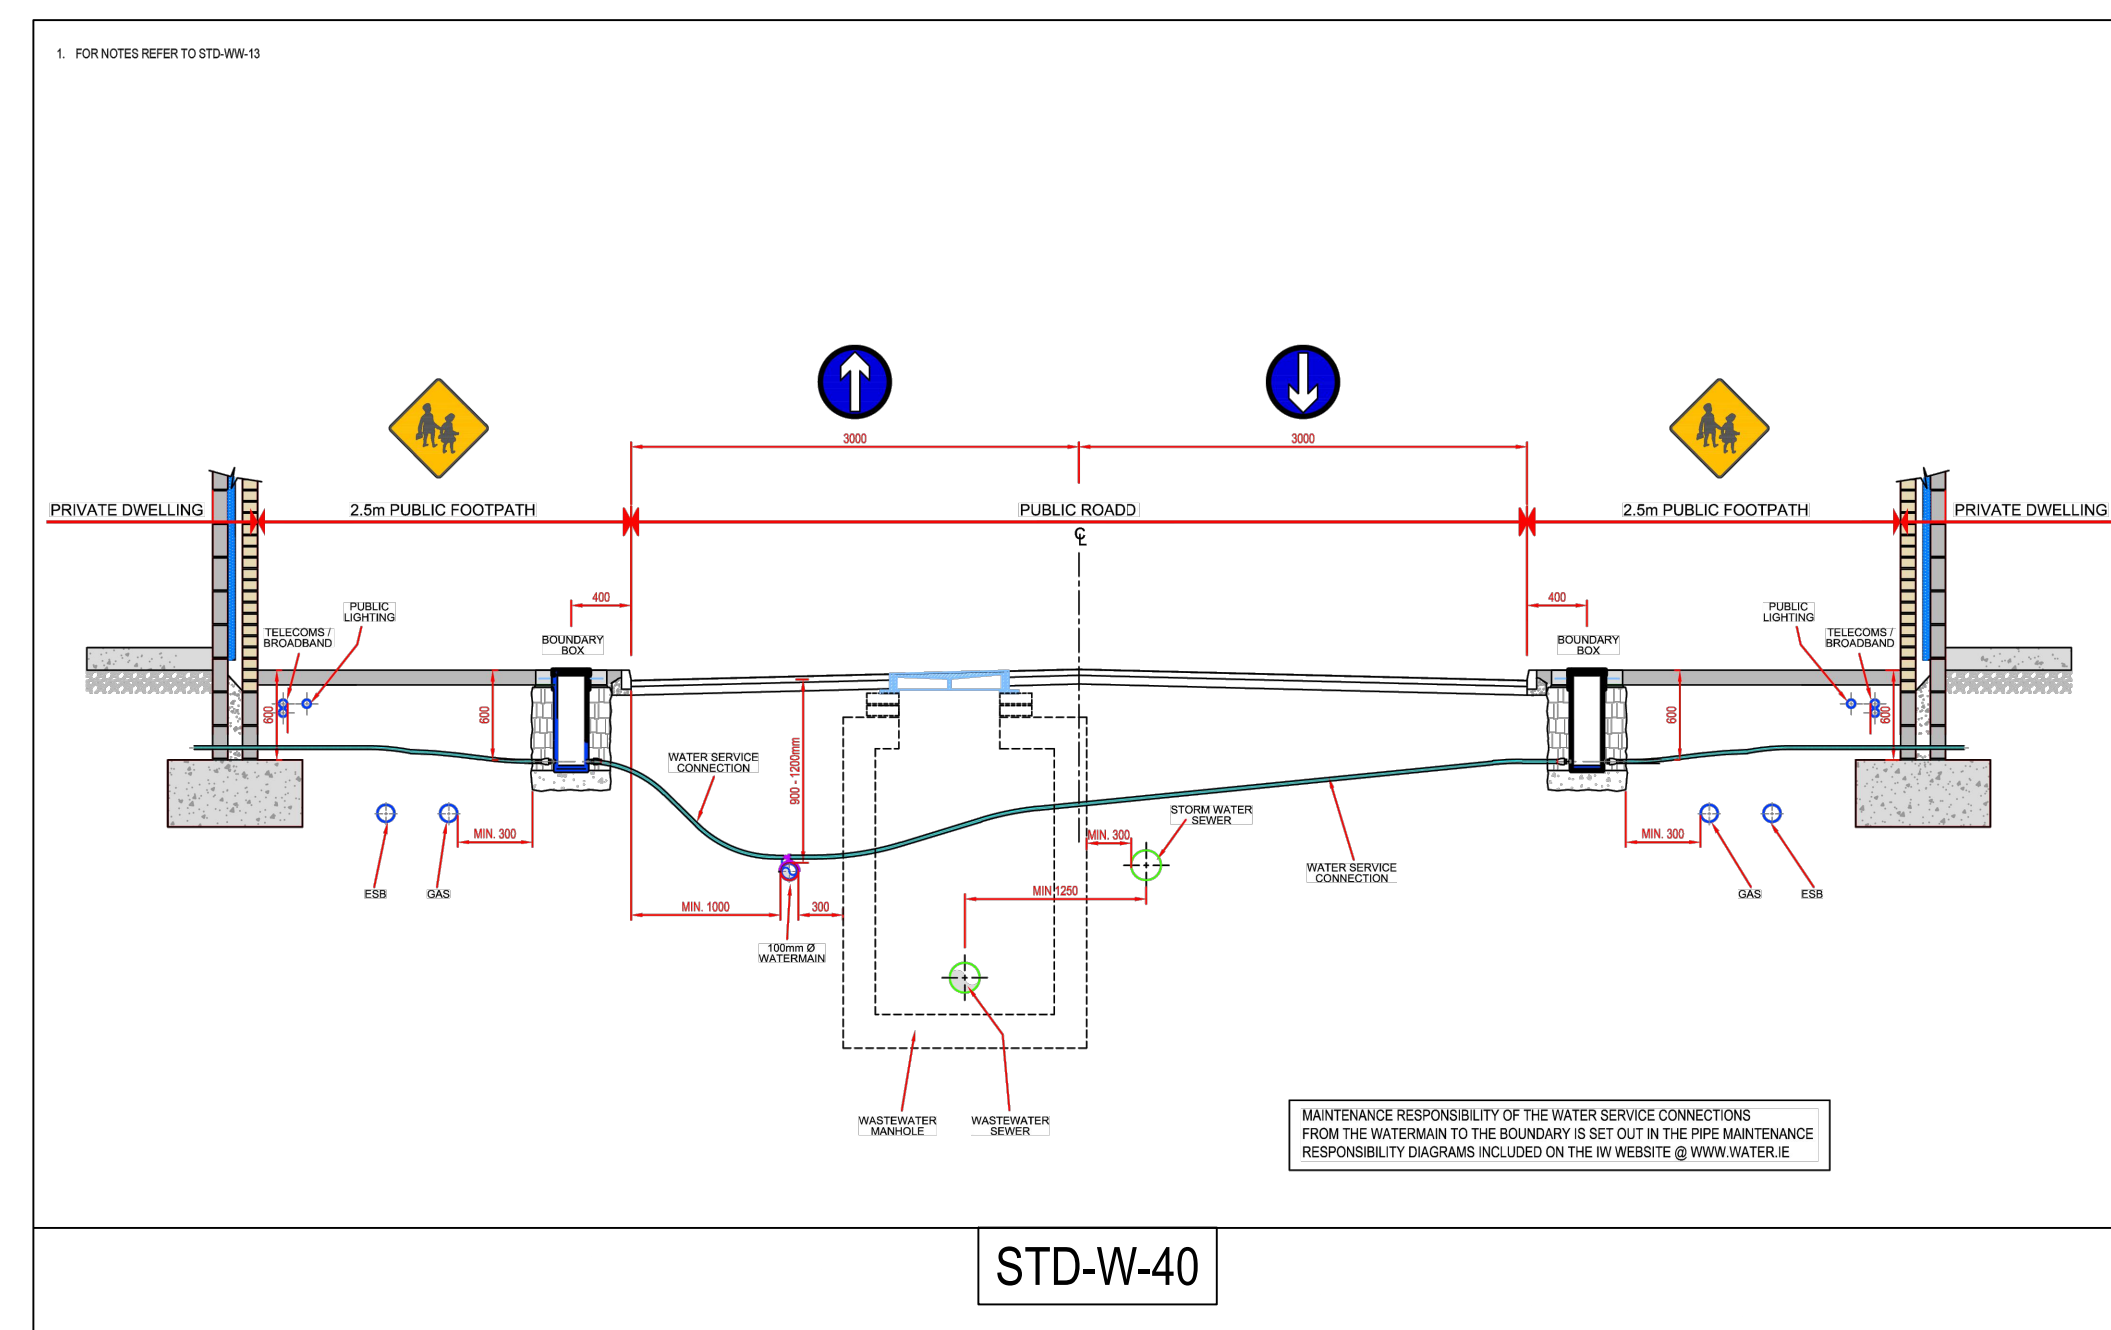 1. FOR NOTES REFER TO STD-WW-13
3000
3000
PRIVATE DWELLING
2.5m PUBLIC FOOTPATH
PUBLIC ROADD
2.5m PUBLIC FOOTPATH
PRIVATE DWELLING
℄
400
400
PUBLIC
LIGHTING
TELECOMS /
BROADBAND
BOUNDARY
BOX
BOUNDARY
BOX
PUBLIC
LIGHTING
TELECOMS /
BROADBAND
600
600
600
600
WATER SERVICE
CONNECTION
900 - 1200mm
STORM WATER
SEWER
MIN. 300
MIN. 300
MIN. 300
WATER SERVICE
CONNECTION
ESB
GAS
MIN. 1000
300
MIN.1250
GAS
ESB
100mm Ø
WATERMAIN
WASTEWATER
MANHOLE
WASTEWATER
SEWER
MAINTENANCE RESPONSIBILITY OF THE WATER SERVICE CONNECTIONS
FROM THE WATERMAIN TO THE BOUNDARY IS SET OUT IN THE PIPE MAINTENANCE
RESPONSIBILITY DIAGRAMS INCLUDED ON THE IW WEBSITE @ WWW.WATER.IE
STD-W-40